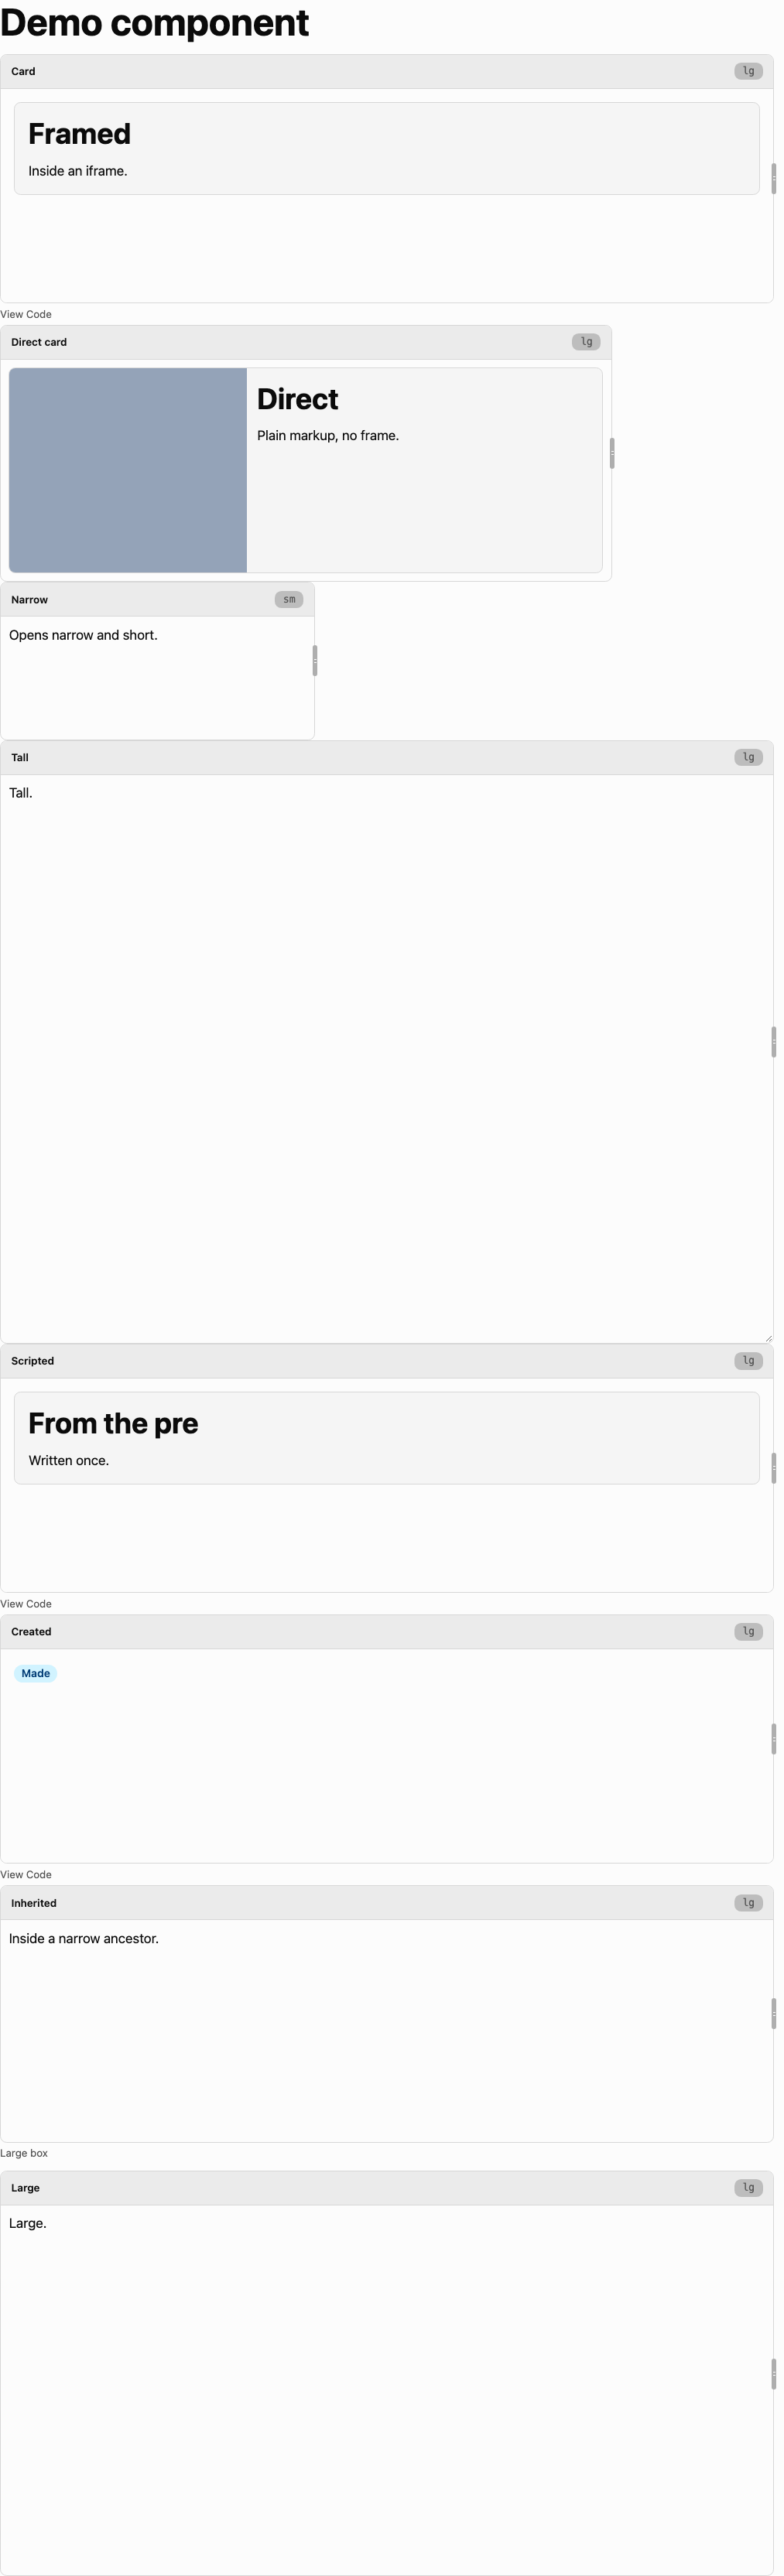 Demo component
Card lg
Framed
Inside an iframe.
View Code
Direct card lg
Direct
Plain markup, no frame.
Narrow sm
Opens narrow and short.
Tall lg
Tall.
Scripted lg
From the pre
Written once.
View Code
Created lg
Made
View Code
Inherited lg
Inside a narrow ancestor.
Large box
Large lg
Large.